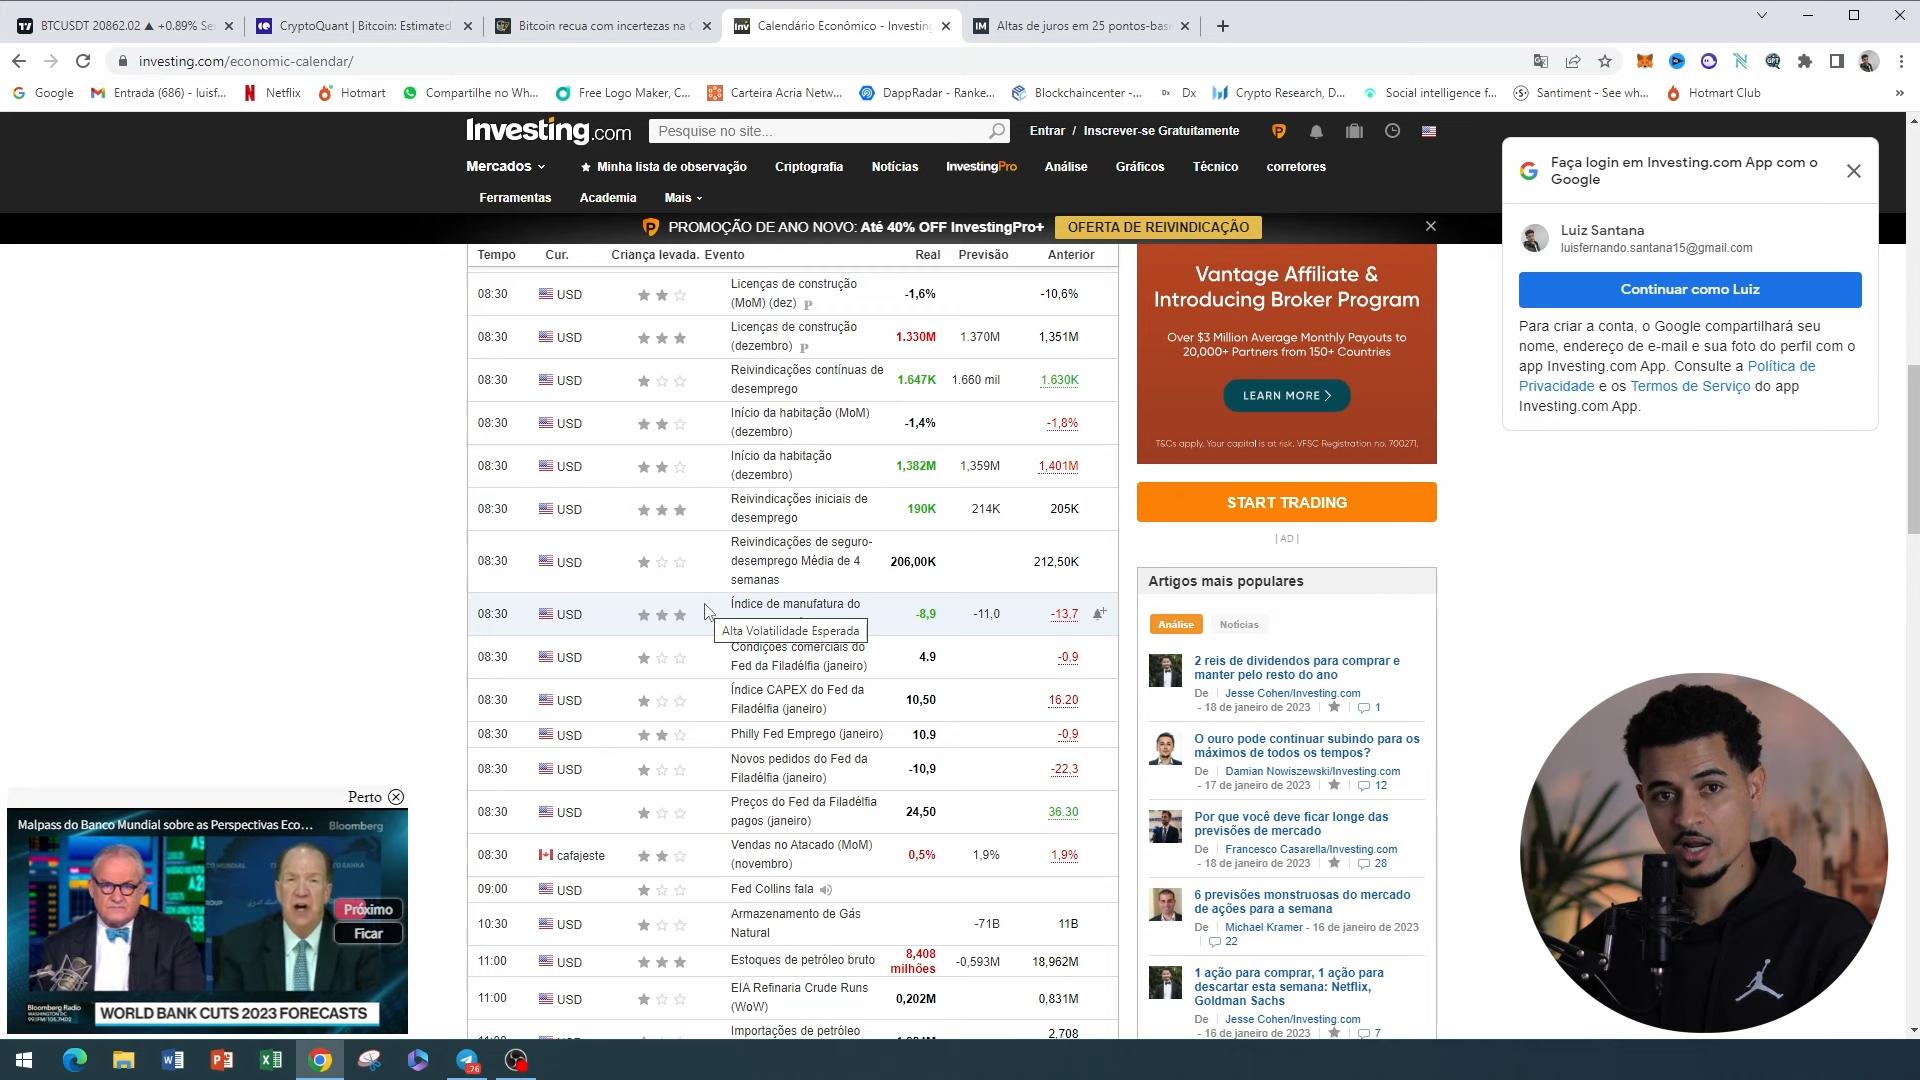 BTCUSDT 20862.02 ▲ +0.89% Se
CryptoQuant | Bitcoin: Estimated
Bitcoin recua com incertezas na
Calendário Econômico - Investing
Altas de juros em 25 pontos-bas
investing.com/economic-calendar/
Google
Entrada (686) - luisf...
Netflix
Hotmart
Compartilhe no Wh...
Free Logo Maker, C...
Carteira Acria Netw...
DappRadar - Ranke...
Blockchaincenter -...
Dx
Crypto Research, D...
Social intelligence f...
Santiment - See wh...
Hotmart Club
Investing.com
Pesquise no site...
Entrar / Inscrever-se Gratuitamente
Mercados
Minha lista de observação
Criptografia
Notícias
InvestingPro
Análise
Gráficos
Técnico
corretores
Ferramentas
Academia
Mais
PROMOÇÃO DE ANO NOVO: Até 40% OFF InvestingPro+
OFERTA DE REIVINDICAÇÃO
Tempo Cur. Criança levada. Evento Real Previsão Anterior
08:30 USD Licenças de construção
(MoM) (dez) P -1,6% -10,6%
08:30 USD Licenças de construção
(dezembro) P 1.330M 1.370M 1,351M
08:30 USD Reivindicações contínuas de
desemprego 1.647K 1.660 mil 1.630K
08:30 USD Início da habitação (MoM)
(dezembro) -1,4% -1,8%
08:30 USD Início da habitação
(dezembro) 1,382M 1,359M 1,401M
08:30 USD Reivindicações iniciais de
desemprego 190K 214K 205K
08:30 USD Reivindicações de seguro-
desemprego Média de 4
semanas 206,00K 212,50K
08:30 USD Índice de manufatura do
-8,9 -11,0 -13,7
Alta Volatilidade Esperada
08:30 USD Condições comerciais do
Fed da Filadélfia (janeiro) 4.9 -0,9
08:30 USD Índice CAPEX do Fed da
Filadélfia (janeiro) 10,50 16.20
08:30 USD Philly Fed Emprego (janeiro) 10.9 -0,9
08:30 USD Novos pedidos do Fed da
Filadélfia (janeiro) -10,9 -22,3
08:30 USD Preços do Fed da Filadélfia
pagos (janeiro) 24,50 36.30
08:30 cafajeste Vendas no Atacado (MoM)
(novembro) 0,5% 1,9% 1,9%
09:00 USD Fed Collins fala
10:30 USD Armazenamento de Gás
Natural -71B 11B
11:00 USD Estoques de petróleo bruto 8,408
milhões -0,593M 18,962M
11:00 USD EIA Refinaria Crude Runs
(WoW) 0,202M 0,831M
Importações de petróleo 2,708
Vantage Affiliate &
Introducing Broker Program
Over $3 Million Average Monthly Payouts to
20,000+ Partners from 150+ Countries
LEARN MORE
T&Cs apply. Your capital is at risk. VFSC Registration no. 700271.
START TRADING
| AD |
Artigos mais populares
Análise
Notícias
2 reis de dividendos para comprar e
manter pelo resto do ano
De | Jesse Cohen/Investing.com
- 18 de janeiro de 2023 | 1
O ouro pode continuar subindo para os
máximos de todos os tempos?
De | Damian Nowiszewski/Investing.com
- 17 de janeiro de 2023 | 12
Por que você deve ficar longe das
previsões de mercado
De | Francesco Casarella/Investing.com
- 18 de janeiro de 2023 | 28
6 previsões monstruosas do mercado
de ações para a semana
De | Michael Kramer - 16 de janeiro de 2023
| 22
1 ação para comprar, 1 ação para
descartar esta semana: Netflix,
Goldman Sachs
De | Jesse Cohen/Investing.com
- 16 de janeiro de 2023 | 7
Faça login em Investing.com App com o
Google
Luiz Santana
luisfernando.santana15@gmail.com
Continuar como Luiz
Para criar a conta, o Google compartilhará seu
nome, endereço de e-mail e sua foto do perfil com o
app Investing.com App. Consulte a Política de
Privacidade e os Termos de Serviço do app
Investing.com App.
Perto
Malpass do Banco Mundial sobre as Perspectivas Eco...
Bloomberg
Próximo
Ficar
Bloomberg Radio
WORLD BANK CUTS 2023 FORECASTS
76